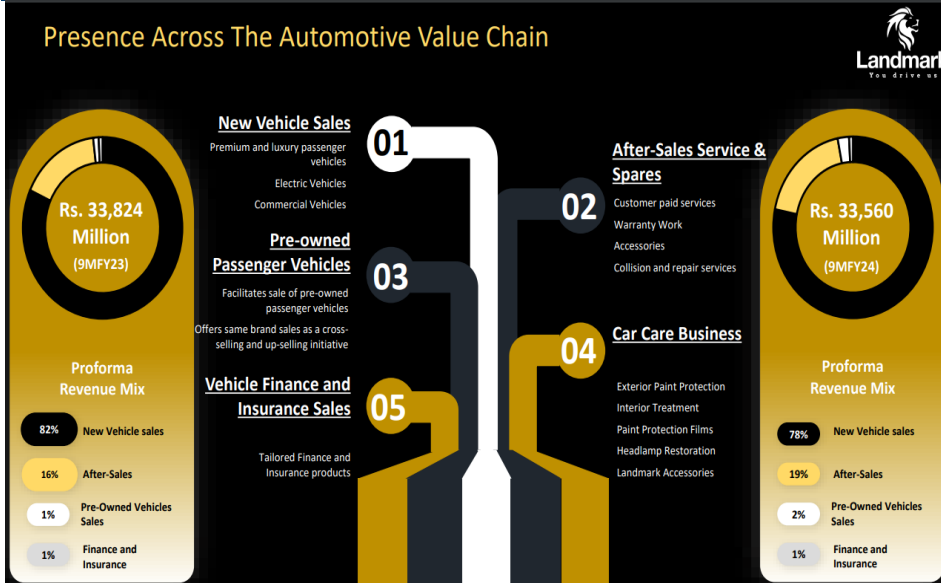 Presence Across The Automotive Value Chain
Landmark
You drive us
Rs. 33,824
Million
(9MFY23)
Proforma
Revenue Mix
82% New Vehicle sales
16% After-Sales
1% Pre-Owned Vehicles
Sales
1% Finance and
Insurance
New Vehicle Sales
01
Premium and luxury passenger
vehicles
Electric Vehicles
Commercial Vehicles
After-Sales Service &
Spares
02
Customer paid services
Warranty Work
Accessories
Collision and repair services
Pre-owned
Passenger Vehicles
03
Facilitates sale of pre-owned
passenger vehicles
Offers same brand sales as a cross-
selling and up-selling initiative
Car Care Business
04
Exterior Paint Protection
Interior Treatment
Paint Protection Films
Headlamp Restoration
Landmark Accessories
Vehicle Finance and
Insurance Sales
05
Tailored Finance and
Insurance products
Rs. 33,560
Million
(9MFY24)
Proforma
Revenue Mix
78% New Vehicle sales
19% After-Sales
2% Pre-Owned Vehicles
Sales
1% Finance and
Insurance